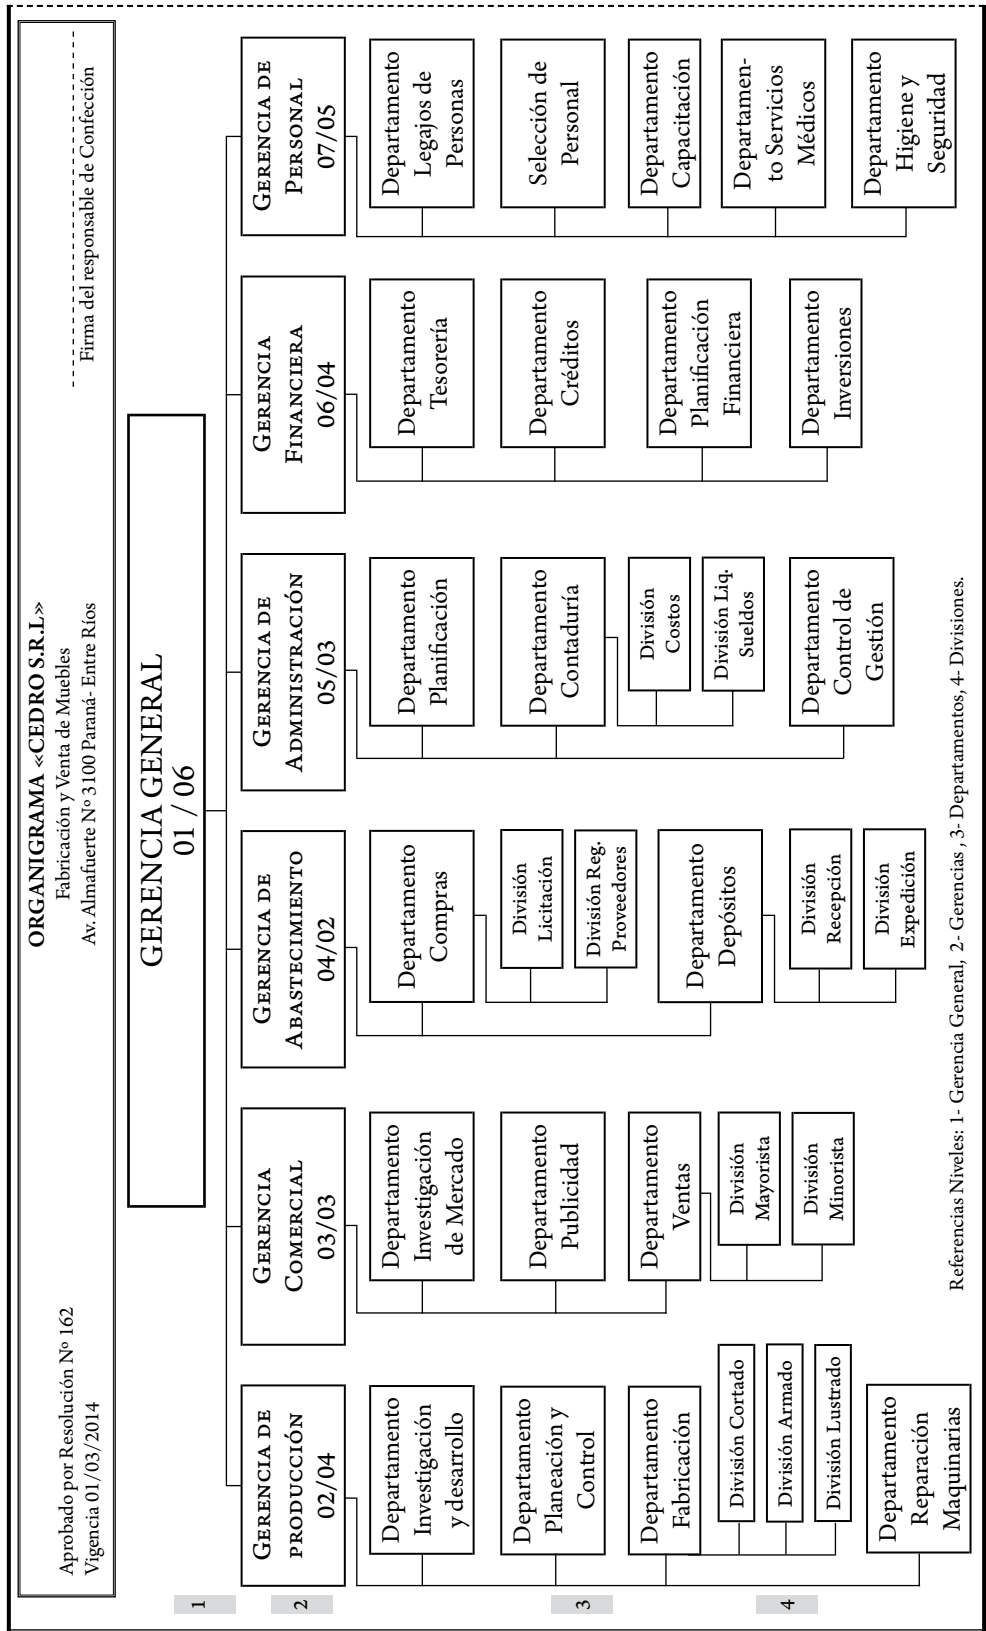 ORGANIGRAMA «CEDRO S.R.L»
Fabricación y Venta de Muebles
Av. Almafuerte Nº 3100 Paraná- Entre Ríos
Aprobado por Resolución Nº 162
Vigencia 01/03/2014
Firma del responsable de Confección
1
GERENCIA GENERAL
01 / 06
2
GERENCIA DE
PRODUCCIÓN
02/04
GERENCIA
COMERCIAL
03/03
GERENCIA DE
ABASTECIMIENTO
04/02
GERENCIA DE
ADMINISTRACIÓN
05/03
GERENCIA
FINANCIERA
06/04
GERENCIA DE
PERSONAL
07/05
3
4
Departamento
Investigación
y desarrollo
Departamento
Planeación y
Control
Departamento
Fabricación
División Cortado
División Armado
División Lustrado
Departamento
Reparación
Maquinarias
Departamento
Investigación
de Mercado
Departamento
Publicidad
Departamento
Ventas
División
Mayorista
División
Minorista
Departamento
Compras
División
Licitación
División Reg.
Proveedores
Departamento
Depósitos
División
Recepción
División
Expedición
Departamento
Planificación
Departamento
Contaduría
División
Costos
División Liq.
Sueldos
Departamento
Control de
Gestión
Departamento
Tesorería
Departamento
Créditos
Departamento
Planificación
Financiera
Departamento
Inversiones
Departamento
Legajos de
Personas
Selección de
Personal
Departamento
Capacitación
Departamen-
to Servicios
Médicos
Departamento
Higiene y
Seguridad
Referencias Niveles: 1- Gerencia General, 2- Gerencias , 3- Departamentos, 4- Divisiones.